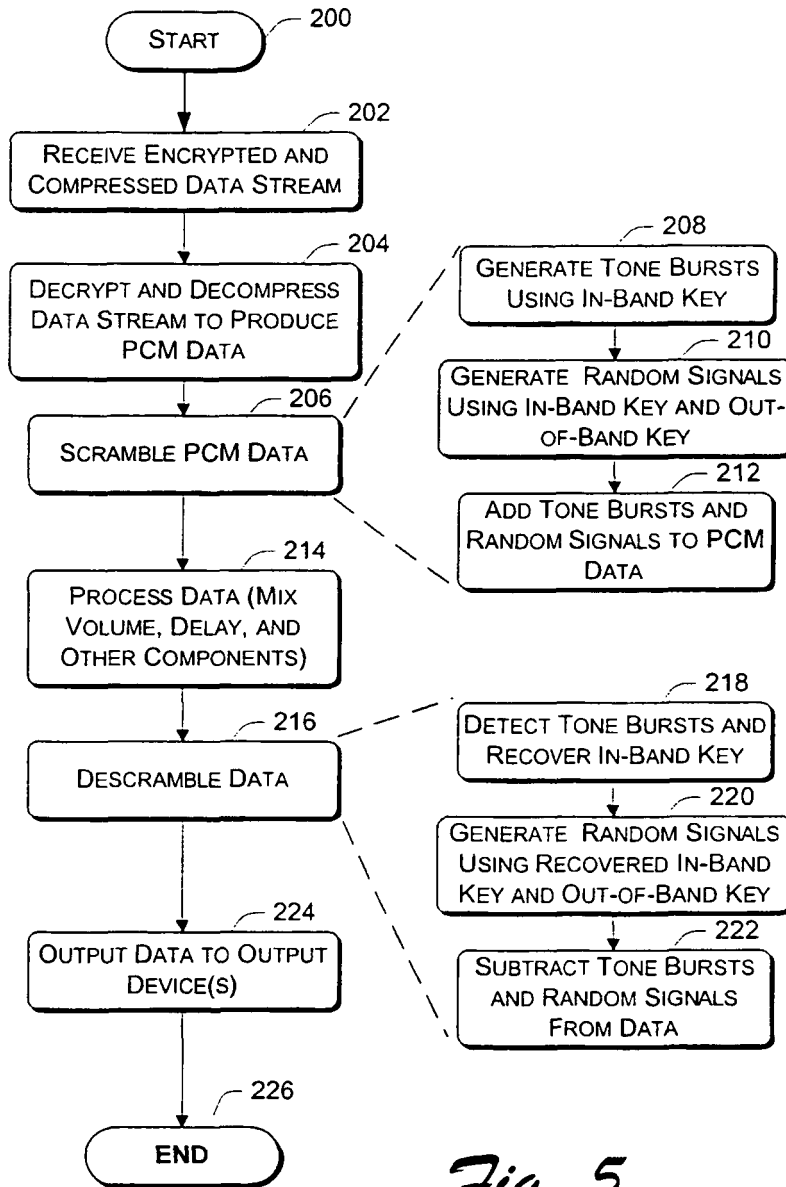 START
200
202
RECEIVE ENCRYPTED AND
COMPRESSED DATA STREAM
204
DECRYPT AND DECOMPRESS
DATA STREAM TO PRODUCE
PCM DATA
206
SCRAMBLE PCM DATA
208
GENERATE TONE BURSTS
USING IN-BAND KEY
210
GENERATE RANDOM SIGNALS
USING IN-BAND KEY AND OUT-
OF-BAND KEY
212
ADD TONE BURSTS AND
RANDOM SIGNALS TO PCM
DATA
214
PROCESS DATA (MIX
VOLUME, DELAY, AND
OTHER COMPONENTS)
216
DESCRAMBLE DATA
218
DETECT TONE BURSTS AND
RECOVER IN-BAND KEY
220
GENERATE RANDOM SIGNALS
USING RECOVERED IN-BAND
KEY AND OUT-OF-BAND KEY
222
SUBTRACT TONE BURSTS
AND RANDOM SIGNALS
FROM DATA
224
OUTPUT DATA TO OUTPUT
DEVICE(S)
226
END
Fig. 5